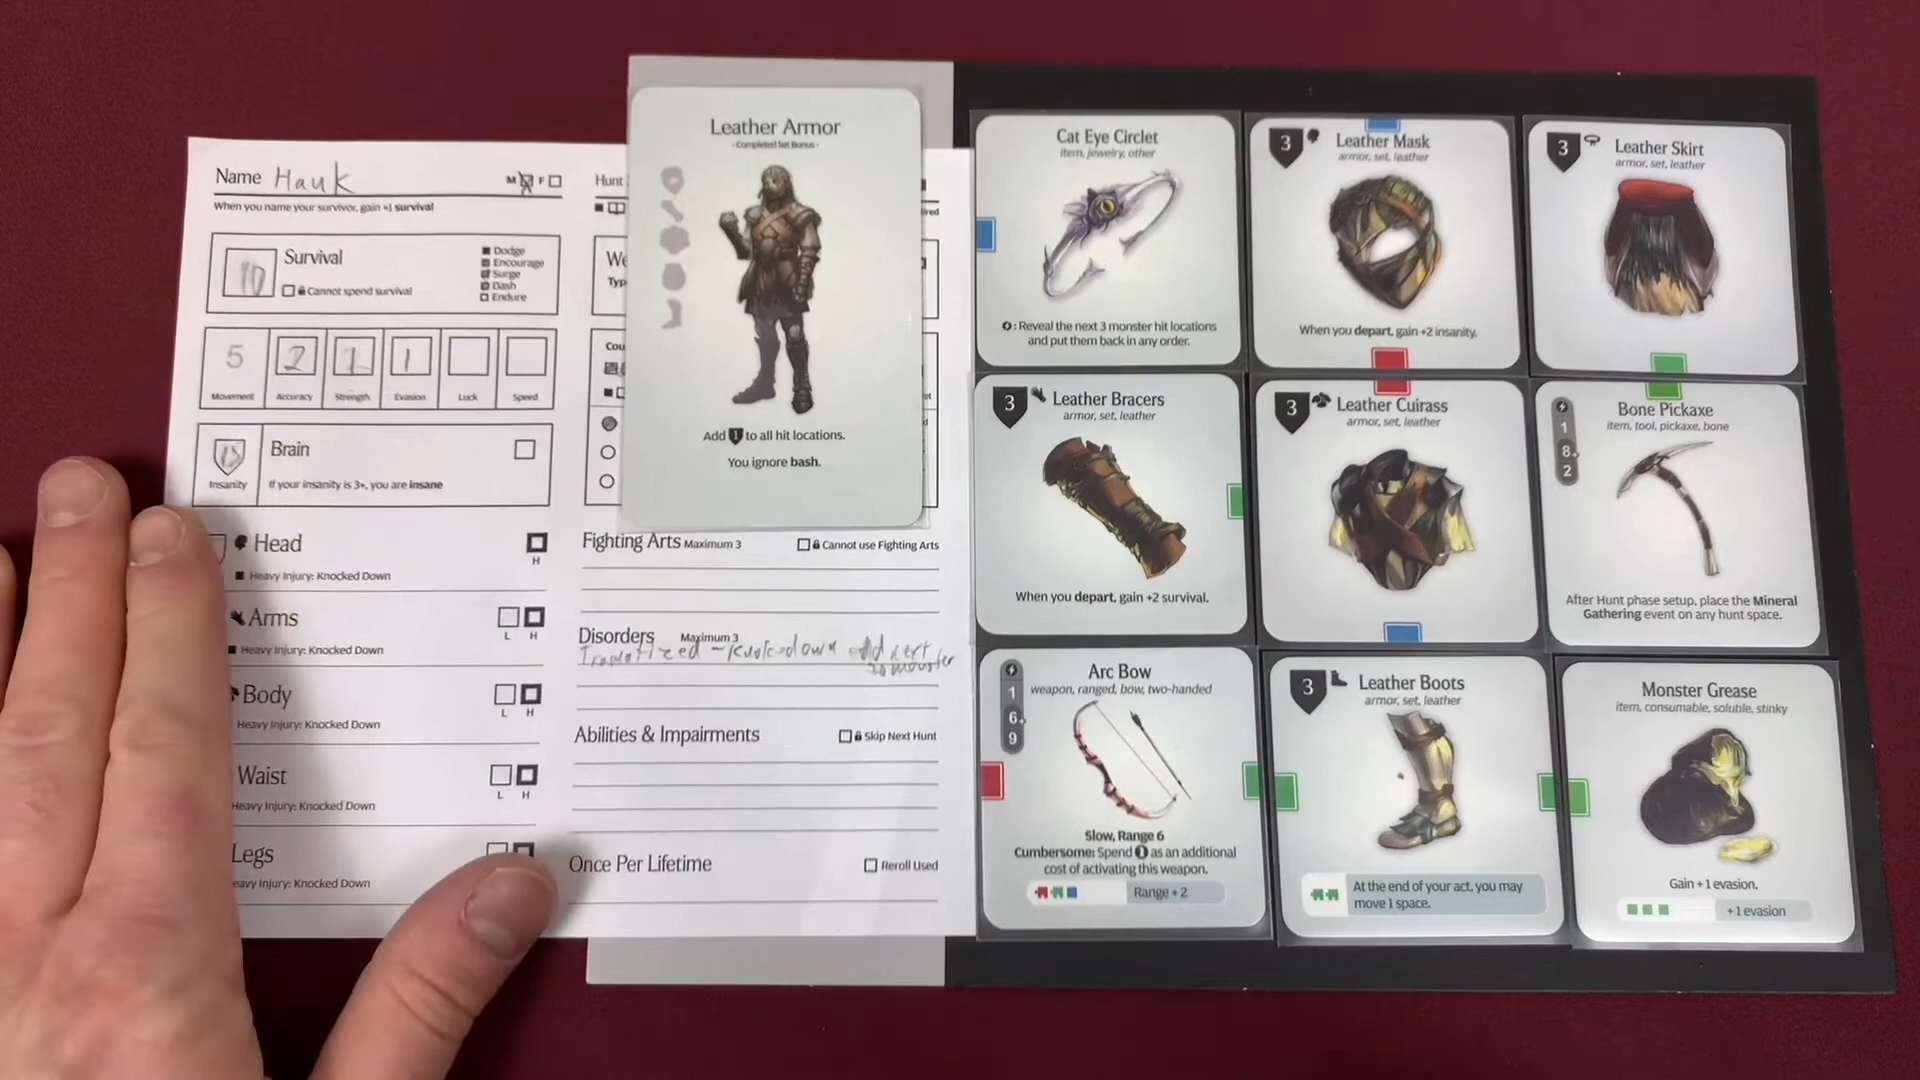 Name Hauk M F
When you name your survivor, gain +1 survival
Survival
Cannot spend survival
Dodge
Encourage
Surge
Dash
Endure
5 2 1
Movement Accuracy Strength Evasion Luck Speed
Brain
Insanity If your insanity is 3+, you are insane
Head
H
Heavy Injury: Knocked Down
Arms
L H
Heavy Injury: Knocked Down
Body
L H
Heavy Injury: Knocked Down
Waist
L H
Heavy Injury: Knocked Down
Legs
eavy Injury: Knocked Down
Hunt
We
Typ
Cou
Leather Armor
- Completed Set Bonus -
Add 1 to all hit locations.
You ignore bash.
Fighting Arts Maximum 3 Cannot use Fighting Arts
Disorders Maximum 3
to monster
Abilities & Impairments Skip Next Hunt
Once Per Lifetime Reroll Used
Cat Eye Circlet
item, jewelry, other
: Reveal the next 3 monster hit locations
and put them back in any order.
3 Leather Mask
armor, set, leather
When you depart, gain +2 insanity.
3 Leather Skirt
armor, set, leather
3 Leather Bracers
armor, set, leather
When you depart, gain +2 survival.
3 Leather Cuirass
armor, set, leather
Bone Pickaxe
item, tool, pickaxe, bone
1
8+
2
After Hunt phase setup, place the Mineral
Gathering event on any hunt space.
Arc Bow
weapon, ranged, bow, two-handed
1
6+
9
Slow, Range 6
Cumbersome: Spend as an additional
cost of activating this weapon.
Range + 2
3 Leather Boots
armor, set, leather
At the end of your act, you may
move 1 space.
Monster Grease
item, consumable, soluble, stinky
Gain +1 evasion.
+1 evasion